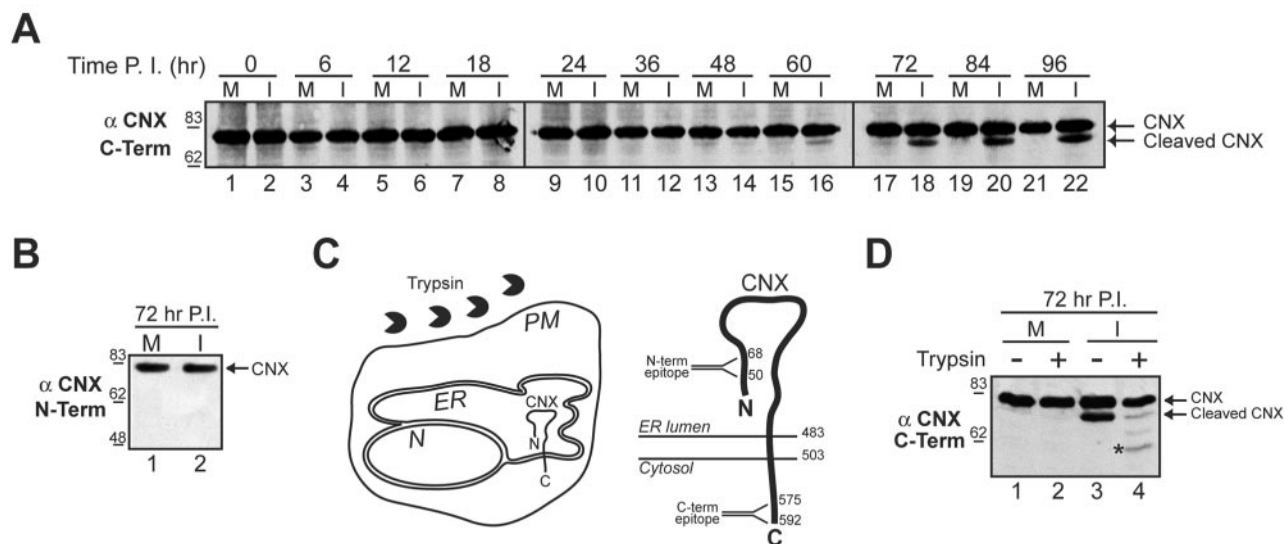 A
Time P. I. (hr) 0 6 12 18 24 36 48 60 72 84 96
M I M I M I M I M I M I M I M I M I M I M I
α CNX
C-Term
83
62
CNX
Cleaved CNX
1 2 3 4 5 6 7 8 9 10 11 12 13 14 15 16 17 18 19 20 21 22
B
72 hr P.I.
M I
α CNX
N-Term
83
62
48
CNX
1 2
C
Trypsin
PM
ER
CNX
N
N
C
CNX
N-term
epitope
68
50
N
ER lumen
483
503
Cytosol
C-term
epitope
575
592
C
D
72 hr P.I.
M I
Trypsin - + - +
α CNX
C-Term
83
62
CNX
Cleaved CNX
*
1 2 3 4